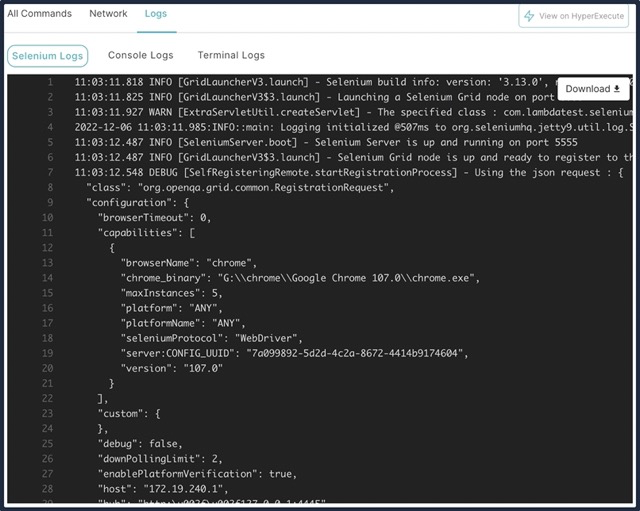 All Commands Network Logs
View on HyperExecute
Selenium Logs Console Logs Terminal Logs
Download
1 11:03:11.818 INFO [GridLauncherV3.launch] - Selenium build info: version: '3.13.0',
2 11:03:11.825 INFO [GridLauncherV3$3.launch] - Launching a Selenium Grid node on port
3 11:03:11.927 WARN [ExtraServletUtil.createServlet] - The specified class : com.lambdatest.selenium
4 2022-12-06 11:03:11.985:INFO::main: Logging initialized @507ms to org.seleniumhq.jetty9.util.log.S
5 11:03:12.487 INFO [SeleniumServer.boot] - Selenium Server is up and running on port 5555
6 11:03:12.487 INFO [GridLauncherV3$3.launch] - Selenium Grid node is up and ready to register to th
7 11:03:12.548 DEBUG [SelfRegisteringRemote.startRegistrationProcess] - Using the json request : {
8 "class": "org.openqa.grid.common.RegistrationRequest",
9 "configuration": {
10 "browserTimeout": 0,
11 "capabilities": [
12 {
13 "browserName": "chrome",
14 "chrome_binary": "G:\\chrome\\Google Chrome 107.0\\chrome.exe",
15 "maxInstances": 5,
16 "platform": "ANY",
17 "platformName": "ANY",
18 "seleniumProtocol": "WebDriver",
19 "server:CONFIG_UUID": "7a099892-5d2d-4c2a-8672-4414b9174604",
20 "version": "107.0"
21 }
22 ],
23 "custom": {
24 },
25 "debug": false,
26 "downPollingLimit": 2,
27 "enablePlatformVerification": true,
28 "host": "172.19.240.1",
29